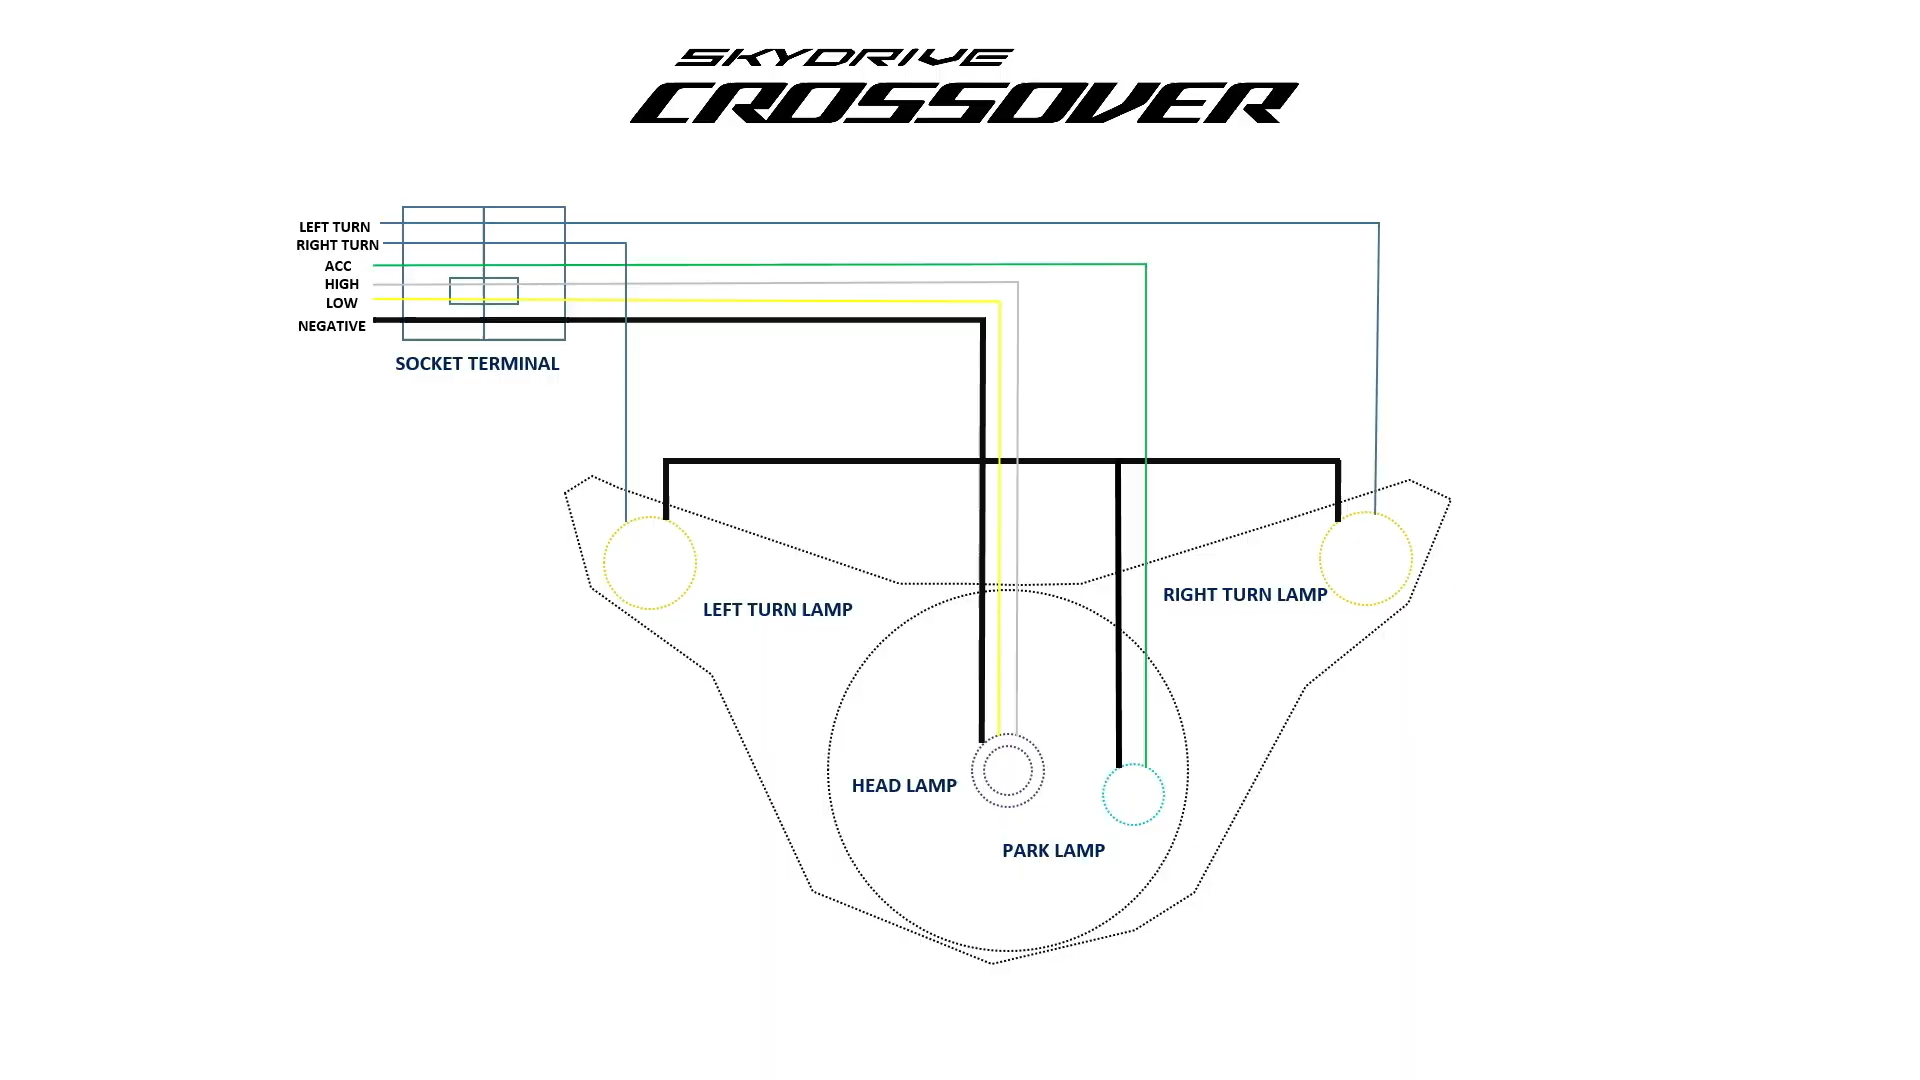 SKYDRIVE
CROSSOVER
LEFT TURN
RIGHT TURN
ACC
HIGH
LOW
NEGATIVE
SOCKET TERMINAL
LEFT TURN LAMP
RIGHT TURN LAMP
HEAD LAMP
PARK LAMP